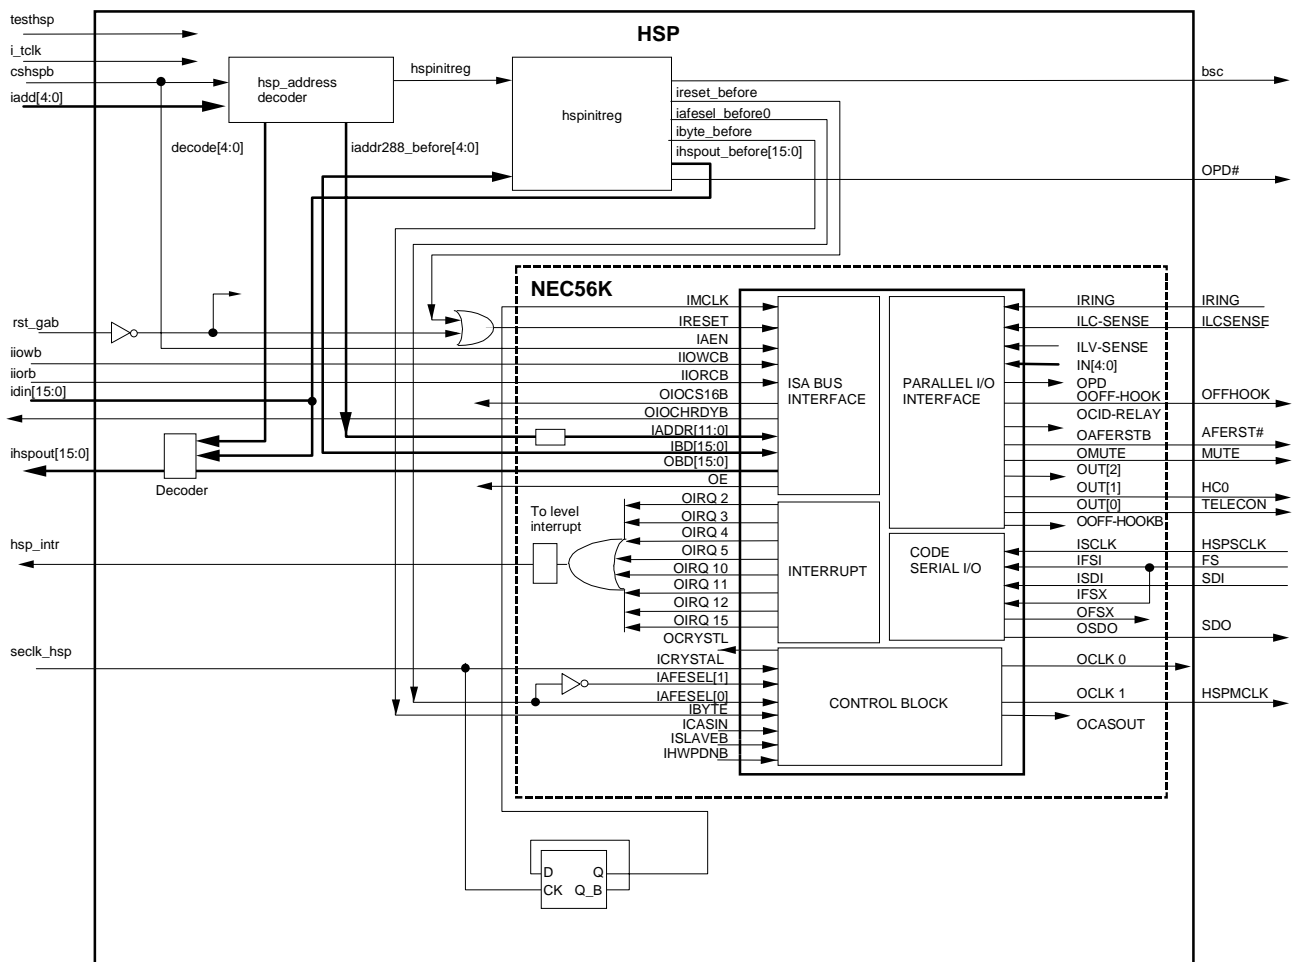 testhsp
HSP
i_tclk
cshspb
iadd[4:0]
hsp_address
decoder
hspinitreg
hspinitreg
bsc
ireset_before
iafesel_before0
ibyte_before
ihspout_before[15:0]
decode[4:0]
iaddr288_before[4:0]
OPD#
NEC56K
rst_gab
iiowb
iiorb
idin[15:0]
ihspout[15:0]
Decoder
hsp_intr
To level
interrupt
seclk_hsp
IMCLK
IRESET
IAEN
IIOWCB
IIORCB
OIOCS16B
OIOCHRDYB
IADDR[11:0]
IBD[15:0]
OBD[15:0]
OE
OIRQ 2
OIRQ 3
OIRQ 4
OIRQ 5
OIRQ 10
OIRQ 11
OIRQ 12
OIRQ 15
OCRYSTL
ICRYSTAL
IAFESEL[1]
IAFESEL[0]
IBYTE
ICASIN
ISLAVEB
IHWPDNB
ISA BUS
INTERFACE
PARALLEL I/O
INTERFACE
INTERRUPT
CODE
SERIAL I/O
CONTROL BLOCK
IRING
IRING
ILC-SENSE
ILCSENSE
ILV-SENSE
IN[4:0]
OPD
OOFF-HOOK
OFFHOOK
OCID-RELAY
OAFERSTB
AFERST#
OMUTE
MUTE
OUT[2]
OUT[1]
HC0
OUT[0]
TELECON
OOFF-HOOKB
ISCLK
HSPSCLK
IFSI
FS
ISDI
SDI
IFSX
OFSX
OSDO
SDO
OCLK 0
OCLK 1
HSPMCLK
OCASOUT
D
Q
CK
Q_B